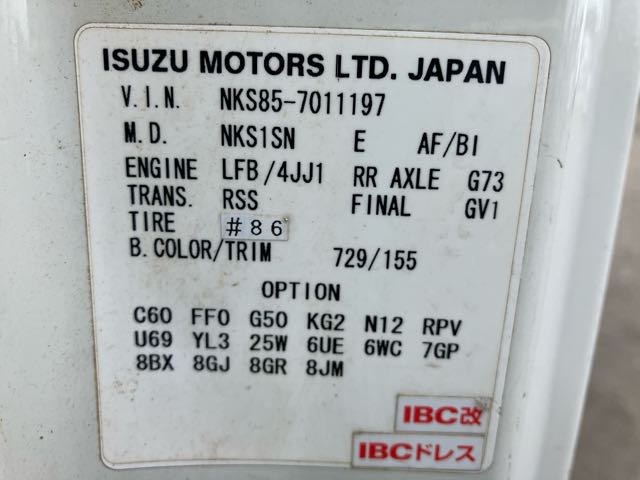 ISUZU MOTORS LTD. JAPAN
V.I.N. NKS85-7011197
M.D. NKS1SN E AF/BI
ENGINE LFB/4JJ1 RR AXLE G73
TRANS. RSS FINAL GV1
TIRE #86
B.COLOR/TRIM 729/155
OPTION
C60 FF0 G50 KG2 N12 RPV
U69 YL3 25W 6UE 6WC 7GP
8BX 8GJ 8GR 8JM
IBC改
IBCドレス